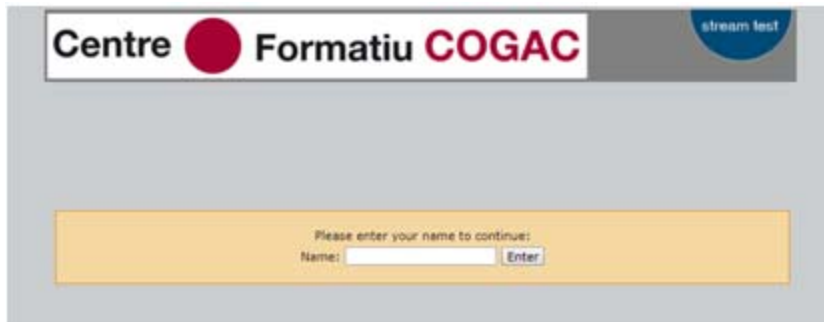 Centre Formatiu COGAC
stream test
Please enter your name to continue:
Name: Enter